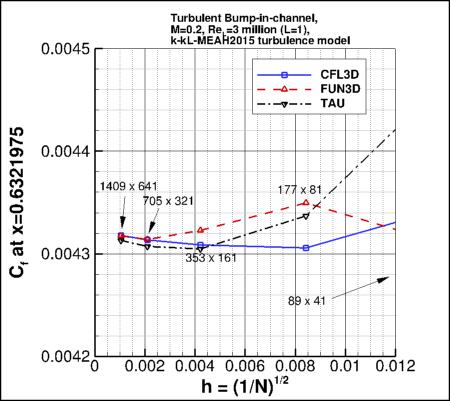 Turbulent Bump-in-channel,
M=0.2, ReL=3 million (L=1),
k-kL-MEAH2015 turbulence model
0.0045
CFL3D
FUN3D
TAU
0.0044
1409 x 641
705 x 321
177 x 81
0.0043
353 x 161
89 x 41
0.0042
Cf at x=0.6321975
0 0.002 0.004 0.006 0.008 0.01 0.012
h = (1/N)1/2